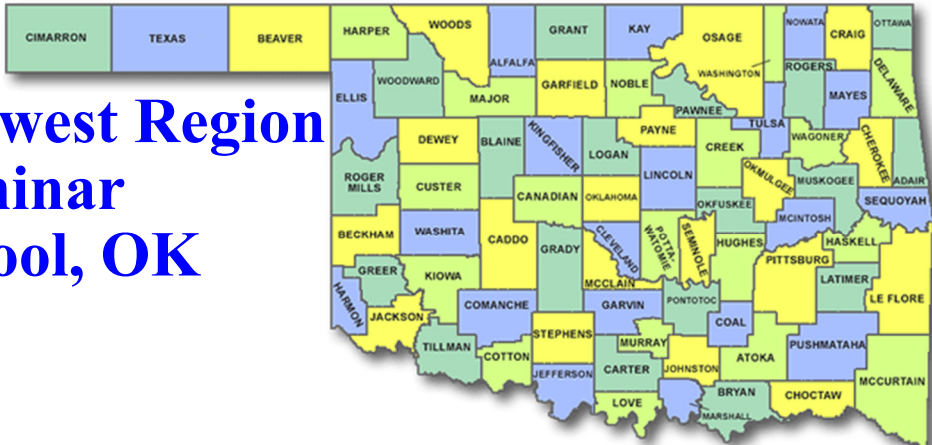 CIMARRON
TEXAS
BEAVER
HARPER
WOODS
ALFALFA
GRANT
KAY
OSAGE
WASHINGTON
NOWATA
CRAIG
OTTAWA
ELLIS
WOODWARD
MAJOR
GARFIELD
NOBLE
PAWNEE
ROGERS
MAYES
DELAWARE
west Region
DEWEY
BLAINE
KINGFISHER
LOGAN
PAYNE
CREEK
TULSA
WAGONER
CHEROKEE
ADAIR
ninar
ROGER
MILLS
CUSTER
CANADIAN
OKLAHOMA
LINCOLN
OKFUSKEE
OKMULGEE
MUSKOGEE
SEQUOYAH
ool, OK
BECKHAM
WASHITA
CADDO
GRADY
CLEVELAND
POTTA-
WATOMIE
SEMINOLE
HUGHES
MCINTOSH
PITTSBURG
HASKELL
GREER
KIOWA
MCCLAIN
LATIMER
LE FLORE
HARMON
JACKSON
COMANCHE
GARVIN
PONTOTOC
COAL
TILLMAN
COTTON
STEPHENS
MURRAY
JOHNSTON
ATOKA
PUSHMATAHA
JEFFERSON
CARTER
LOVE
MARSHALL
BRYAN
CHOCTAW
MCCURTAIN